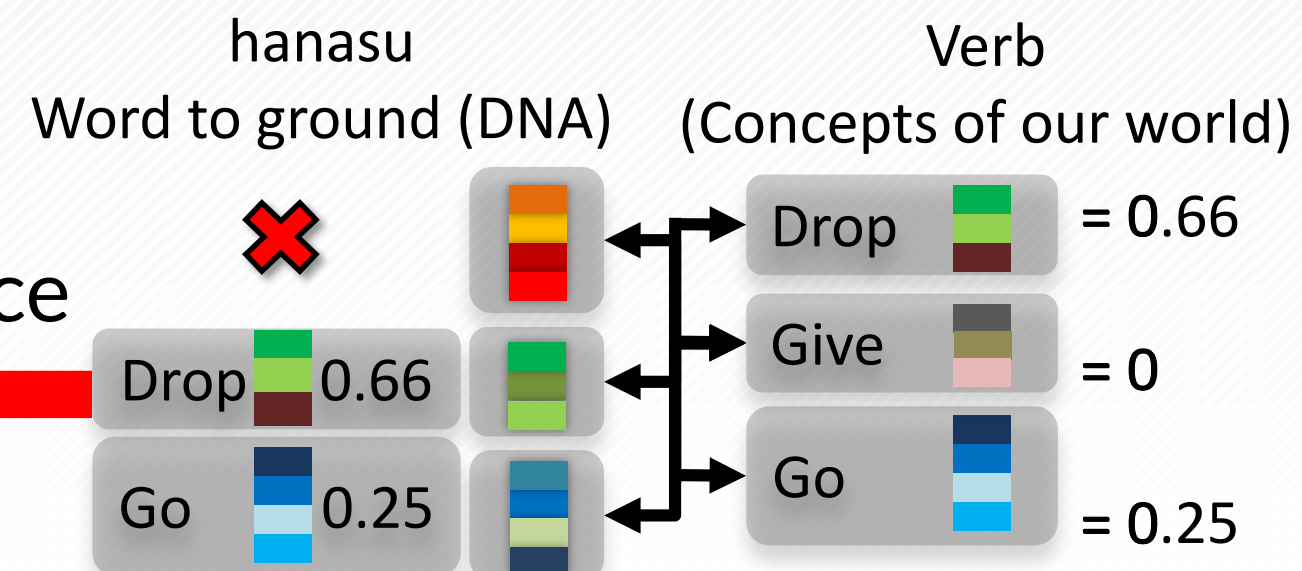 hanasu
Word to ground (DNA)
Verb
(Concepts of our world)
ce
Drop 0.66
Go 0.25
Drop = 0.66
Give = 0
Go = 0.25